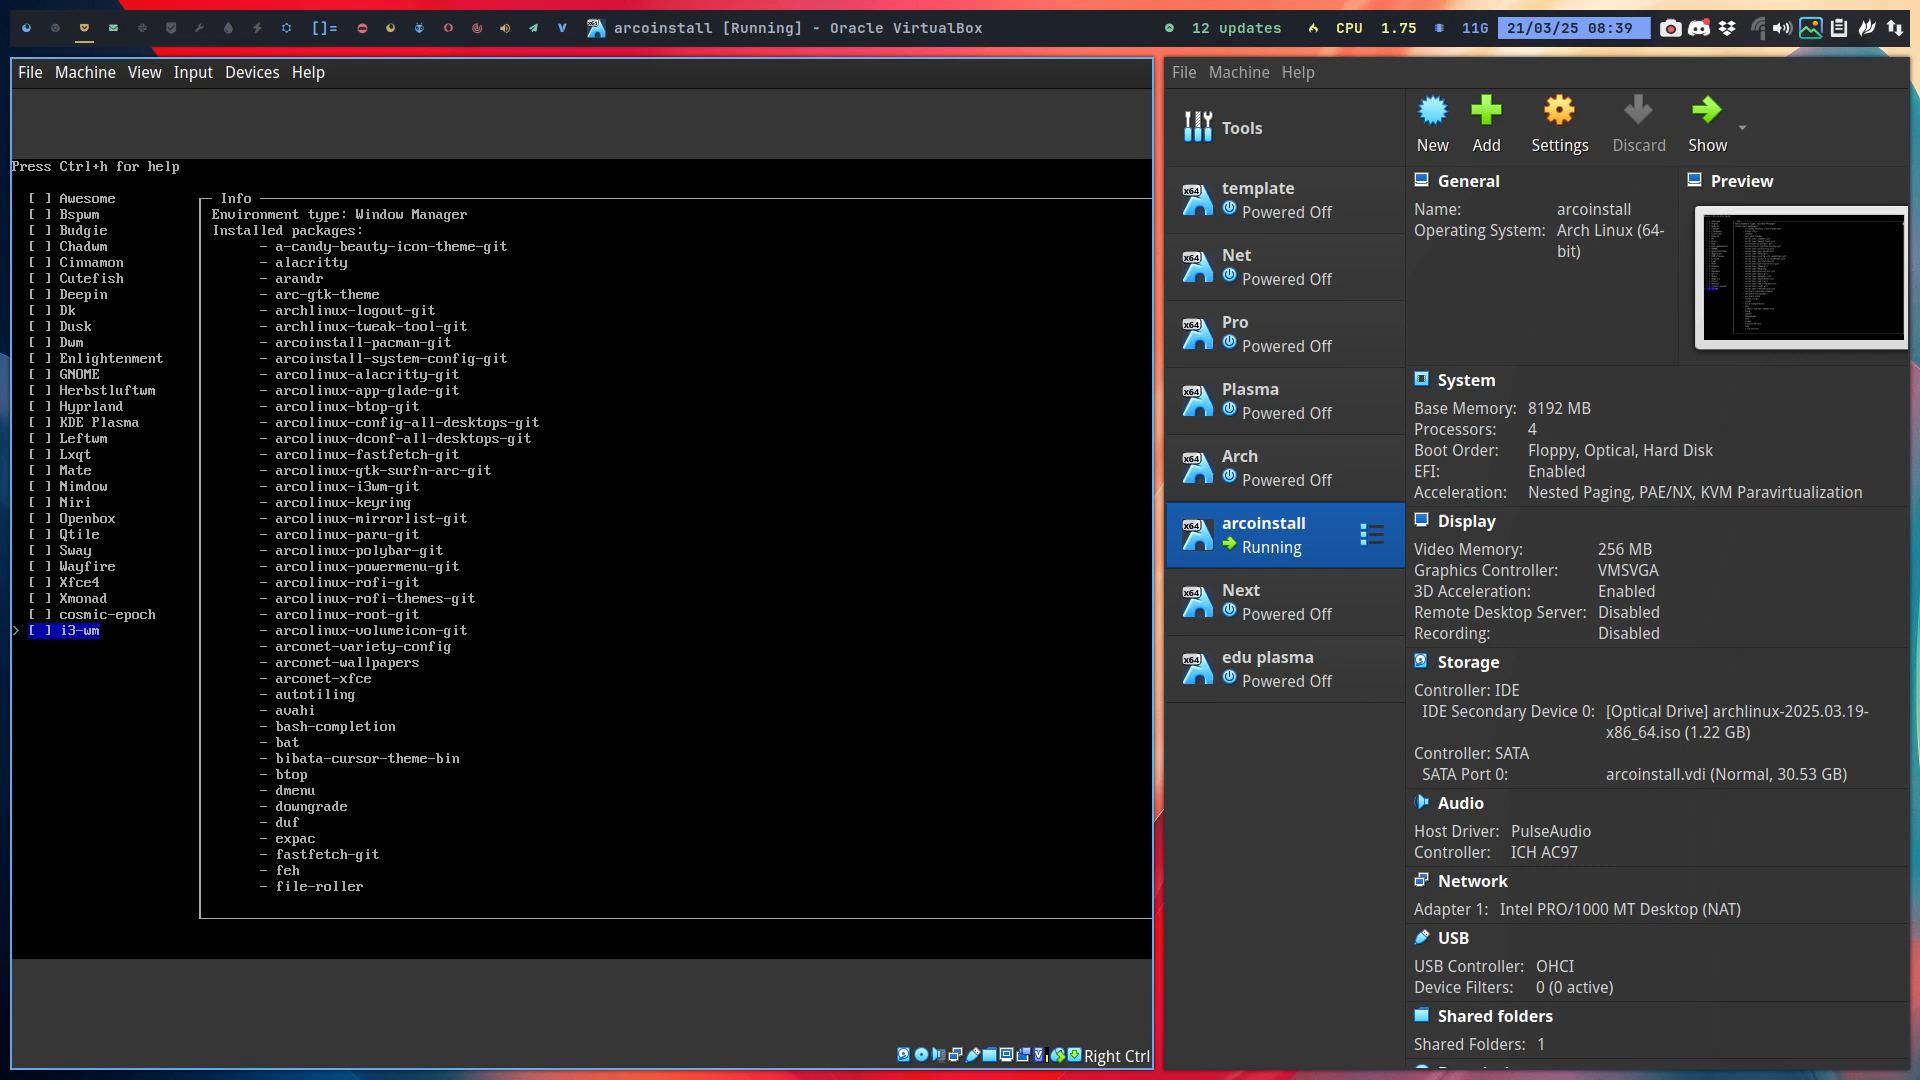 []= arcoinstall [Running] - Oracle VirtualBox 12 updates CPU 1.75 11G 21/03/25 08:39
File Machine View Input Devices Help
Press Ctrl+h for help
[ ] Awesome
[ ] Bspwm
[ ] Budgie
[ ] Chadwm
[ ] Cinnamon
[ ] Cutefish
[ ] Deepin
[ ] Dk
[ ] Dusk
[ ] Dwm
[ ] Enlightenment
[ ] GNOME
[ ] Herbstluftwm
[ ] Hyprland
[ ] KDE Plasma
[ ] Leftwm
[ ] Lxqt
[ ] Mate
[ ] Nimdow
[ ] Niri
[ ] Openbox
[ ] Qtile
[ ] Sway
[ ] Wayfire
[ ] Xfce4
[ ] Xmonad
[ ] cosmic-epoch
> [ ] i3-wm
Info
Environment type: Window Manager
Installed packages:
- a-candy-beauty-icon-theme-git
- alacritty
- arandr
- arc-gtk-theme
- archlinux-logout-git
- archlinux-tweak-tool-git
- arcoinstall-pacman-git
- arcoinstall-system-config-git
- arcolinux-alacritty-git
- arcolinux-app-glade-git
- arcolinux-btop-git
- arcolinux-config-all-desktops-git
- arcolinux-dconf-all-desktops-git
- arcolinux-fastfetch-git
- arcolinux-gtk-surfn-arc-git
- arcolinux-i3wm-git
- arcolinux-keyring
- arcolinux-mirrorlist-git
- arcolinux-paru-git
- arcolinux-polybar-git
- arcolinux-powermenu-git
- arcolinux-rofi-git
- arcolinux-rofi-themes-git
- arcolinux-root-git
- arcolinux-volumeicon-git
- arconet-variety-config
- arconet-wallpapers
- arconet-xfce
- autotiling
- avahi
- bash-completion
- bat
- bibata-cursor-theme-bin
- btop
- dmenu
- downgrade
- duf
- expac
- fastfetch-git
- feh
- file-roller
Right Ctrl
File Machine Help
Tools
x64 template
Powered Off
x64 Net
Powered Off
x64 Pro
Powered Off
x64 Plasma
Powered Off
x64 Arch
Powered Off
x64 arcoinstall
Running
x64 Next
Powered Off
x64 edu plasma
Powered Off
New Add Settings Discard Show
General
Name: arcoinstall
Operating System: Arch Linux (64-
bit)
Preview
System
Base Memory: 8192 MB
Processors: 4
Boot Order: Floppy, Optical, Hard Disk
EFI: Enabled
Acceleration: Nested Paging, PAE/NX, KVM Paravirtualization
Display
Video Memory: 256 MB
Graphics Controller: VMSVGA
3D Acceleration: Enabled
Remote Desktop Server: Disabled
Recording: Disabled
Storage
Controller: IDE
IDE Secondary Device 0: [Optical Drive] archlinux-2025.03.19-
x86_64.iso (1.22 GB)
Controller: SATA
SATA Port 0: arcoinstall.vdi (Normal, 30.53 GB)
Audio
Host Driver: PulseAudio
Controller: ICH AC97
Network
Adapter 1: Intel PRO/1000 MT Desktop (NAT)
USB
USB Controller: OHCI
Device Filters: 0 (0 active)
Shared folders
Shared Folders: 1